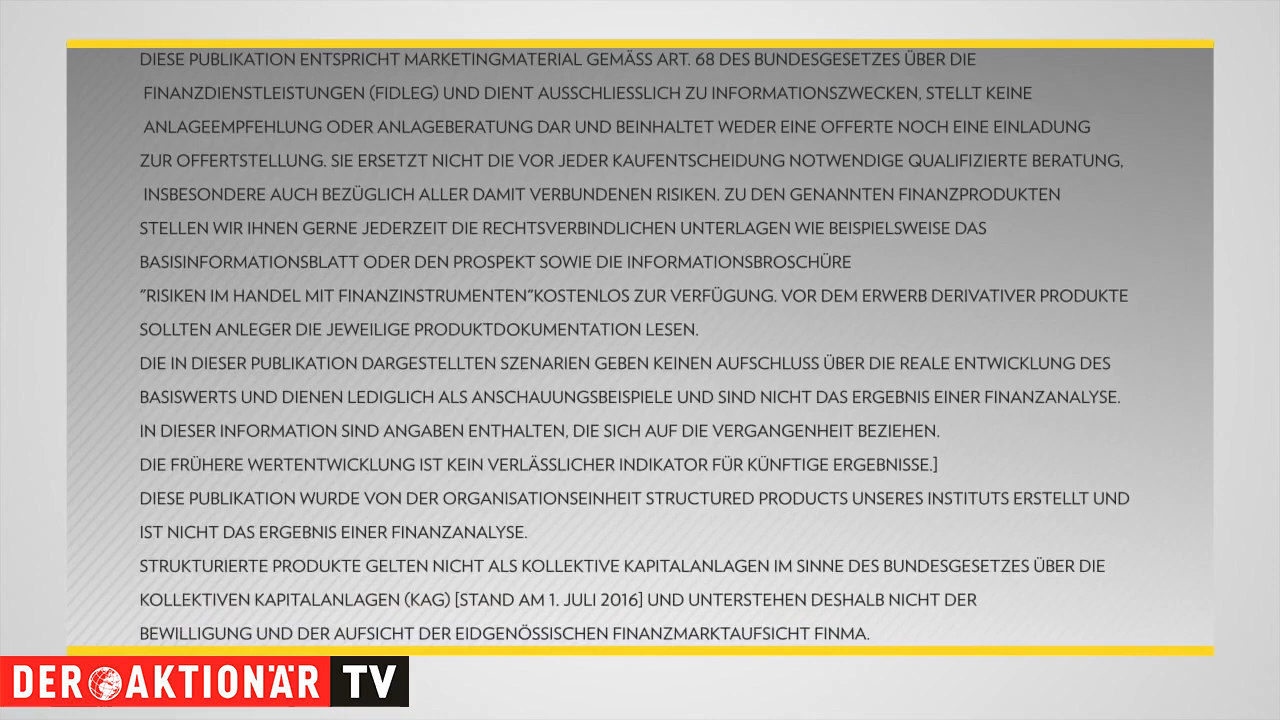 DIESE PUBLIKATION ENTSPRICHT MARKETINGMATERIAL GEMÄSS ART. 68 DES BUNDESGESETZES ÜBER DIE
FINANZDIENSTLEISTUNGEN (FIDLEG) UND DIENT AUSSCHLIESSLICH ZU INFORMATIONSZWECKEN, STELLT KEINE
ANLAGEEMPFEHLUNG ODER ANLAGEBERATUNG DAR UND BEINHALTET WEDER EINE OFFERTE NOCH EINE EINLADUNG
ZUR OFFERTSTELLUNG. SIE ERSETZT NICHT DIE VOR JEDER KAUFENTSCHEIDUNG NOTWENDIGE QUALIFIZIERTE BERATUNG,
INSBESONDERE AUCH BEZÜGLICH ALLER DAMIT VERBUNDENEN RISIKEN. ZU DEN GENANNTEN FINANZPRODUKTEN
STELLEN WIR IHNEN GERNE JEDERZEIT DIE RECHTSVERBINDLICHEN UNTERLAGEN WIE BEISPIELSWEISE DAS
BASISINFORMATIONSBLATT ODER DEN PROSPEKT SOWIE DIE INFORMATIONSBROSCHÜRE
"RISIKEN IM HANDEL MIT FINANZINSTRUMENTEN"KOSTENLOS ZUR VERFÜGUNG. VOR DEM ERWERB DERIVATIVER PRODUKTE
SOLLTEN ANLEGER DIE JEWEILIGE PRODUKTDOKUMENTATION LESEN.
DIE IN DIESER PUBLIKATION DARGESTELLTEN SZENARIEN GEBEN KEINEN AUFSCHLUSS ÜBER DIE REALE ENTWICKLUNG DES
BASISWERTS UND DIENEN LEDIGLICH ALS ANSCHAUUNGSBEISPIELE UND SIND NICHT DAS ERGEBNIS EINER FINANZANALYSE.
IN DIESER INFORMATION SIND ANGABEN ENTHALTEN, DIE SICH AUF DIE VERGANGENHEIT BEZIEHEN.
DIE FRÜHERE WERTENTWICKLUNG IST KEIN VERLÄSSLICHER INDIKATOR FÜR KÜNFTIGE ERGEBNISSE.]
DIESE PUBLIKATION WURDE VON DER ORGANISATIONSEINHEIT STRUCTURED PRODUCTS UNSERES INSTITUTS ERSTELLT UND
IST NICHT DAS ERGEBNIS EINER FINANZANALYSE.
STRUKTURIERTE PRODUKTE GELTEN NICHT ALS KOLLEKTIVE KAPITALANLAGEN IM SINNE DES BUNDESGESETZES ÜBER DIE
KOLLEKTIVEN KAPITALANLAGEN (KAG) [STAND AM 1. JULI 2016] UND UNTERSTEHEN DESHALB NICHT DER
BEWILLIGUNG UND DER AUFSICHT DER EIDGENÖSSISCHEN FINANZMARKTAUFSICHT FINMA.
DER AKTIONÄR TV